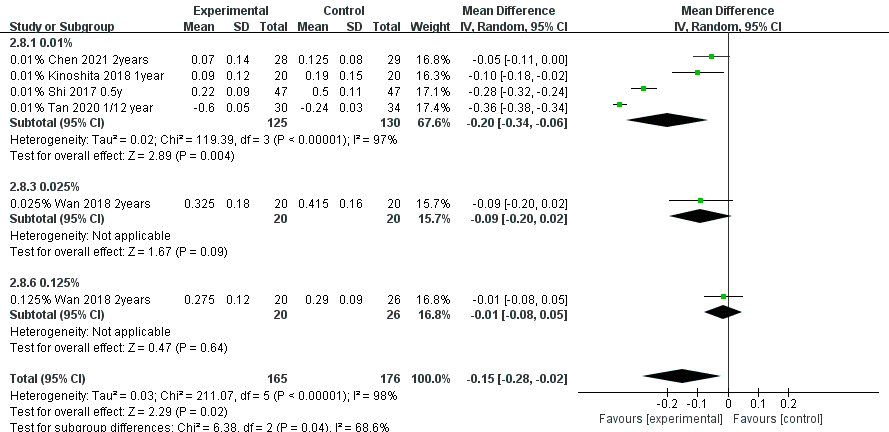 Experimental Control Mean Difference Mean Difference
Study or Subgroup Mean SD Total Mean SD Total Weight IV, Random, 95% CI IV, Random, 95% CI
2.8.1 0.01%
0.01% Chen 2021 2years 0.07 0.14 28 0.125 0.08 29 16.8% -0.05 [-0.11, 0.00]
0.01% Kinoshita 2018 1year 0.09 0.12 20 0.19 0.15 20 16.3% -0.10 [-0.18, -0.02]
0.01% Shi 2017 0.5y 0.22 0.09 47 0.5 0.11 47 17.2% -0.28 [-0.32, -0.24]
0.01% Tan 2020 1/12 year -0.6 0.05 30 -0.24 0.03 34 17.4% -0.36 [-0.38, -0.34]
Subtotal (95% CI) 125 130 67.6% -0.20 [-0.34, -0.06]
Heterogeneity: Tau² = 0.02; Chi² = 119.39, df = 3 (P < 0.00001); I² = 97%
Test for overall effect: Z = 2.89 (P = 0.004)
2.8.3 0.025%
0.025% Wan 2018 2years 0.325 0.18 20 0.415 0.16 20 15.7% -0.09 [-0.20, 0.02]
Subtotal (95% CI) 20 20 15.7% -0.09 [-0.20, 0.02]
Heterogeneity: Not applicable
Test for overall effect: Z = 1.67 (P = 0.09)
2.8.6 0.125%
0.125% Wan 2018 2years 0.275 0.12 20 0.29 0.09 26 16.8% -0.01 [-0.08, 0.05]
Subtotal (95% CI) 20 26 16.8% -0.01 [-0.08, 0.05]
Heterogeneity: Not applicable
Test for overall effect: Z = 0.47 (P = 0.64)
Total (95% CI) 165 176 100.0% -0.15 [-0.28, -0.02]
Heterogeneity: Tau² = 0.03; Chi² = 211.07, df = 5 (P < 0.00001); I² = 98%
Test for overall effect: Z = 2.29 (P = 0.02)
Test for subgroup differences: Chi² = 6.38, df = 2 (P = 0.04), I² = 68.6%
-0.2 -0.1 0 0.1 0.2
Favours [experimental] Favours [control]